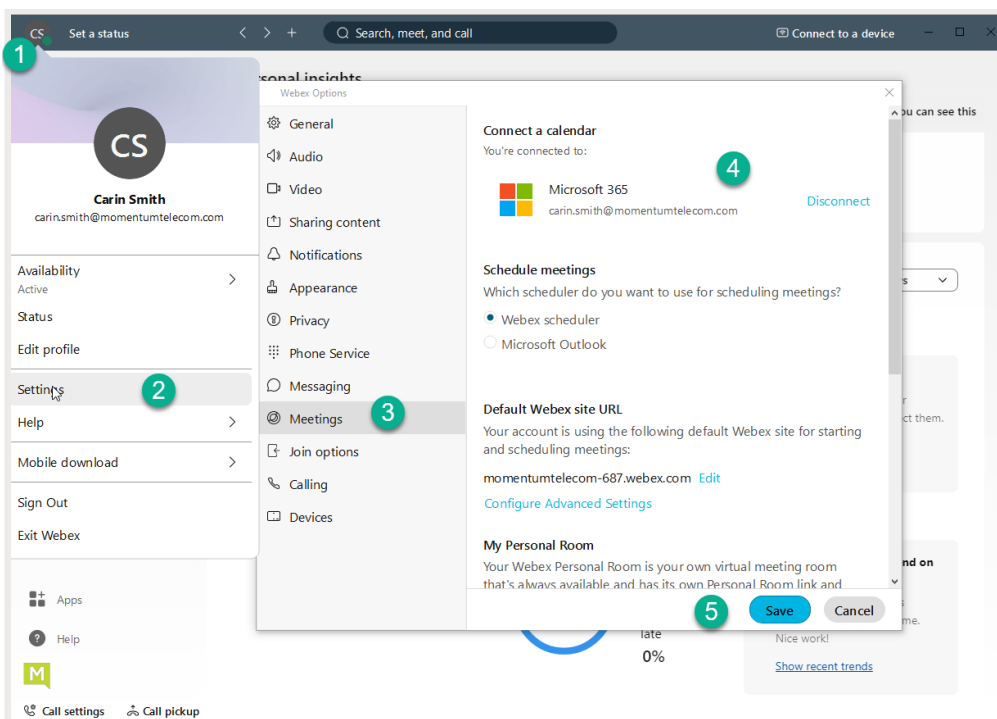 CS
Set a status
Search, meet, and call
Connect to a device
1
sonal insights
ou can see this
CS
Carin Smith
carin.smith@momentumtelecom.com
Availability
Active
Status
Edit profile
Settings
2
Help
Mobile download
Sign Out
Exit Webex
Apps
Help
M
Call settings
Call pickup
Webex Options
General
Audio
Video
Sharing content
Notifications
Appearance
Privacy
Phone Service
Messaging
Meetings
3
Join options
Calling
Devices
Connect a calendar
You're connected to:
4
Microsoft 365
carin.smith@momentumtelecom.com
Disconnect
Schedule meetings
Which scheduler do you want to use for scheduling meetings?
Webex scheduler
Microsoft Outlook
Default Webex site URL
Your account is using the following default Webex site for starting
and scheduling meetings:
momentumtelecom-687.webex.com Edit
Configure Advanced Settings
My Personal Room
Your Webex Personal Room is your own virtual meeting room
that's always available and has its own Personal Room link and
5
Save
Cancel
s
r
ct them.
nd on
s
me.
late
0%
Nice work!
Show recent trends